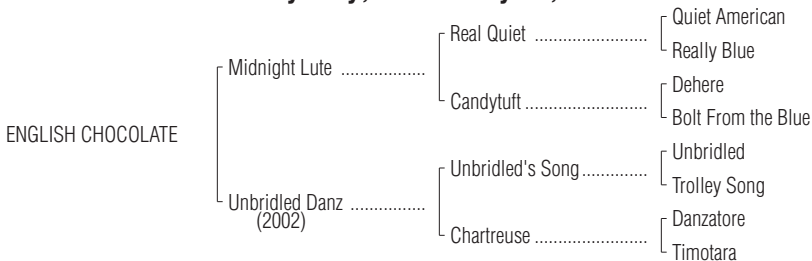 Quiet American
Real Quiet ........................
Really Blue
Midnight Lute ..................
Dehere
Candytuft ..........................
Bolt From the Blue
ENGLISH CHOCOLATE
Unbridled
Unbridled's Song..............
Trolley Song
Unbridled Danz ................
(2002)
Danzatore
Chartreuse ........................
Timotara